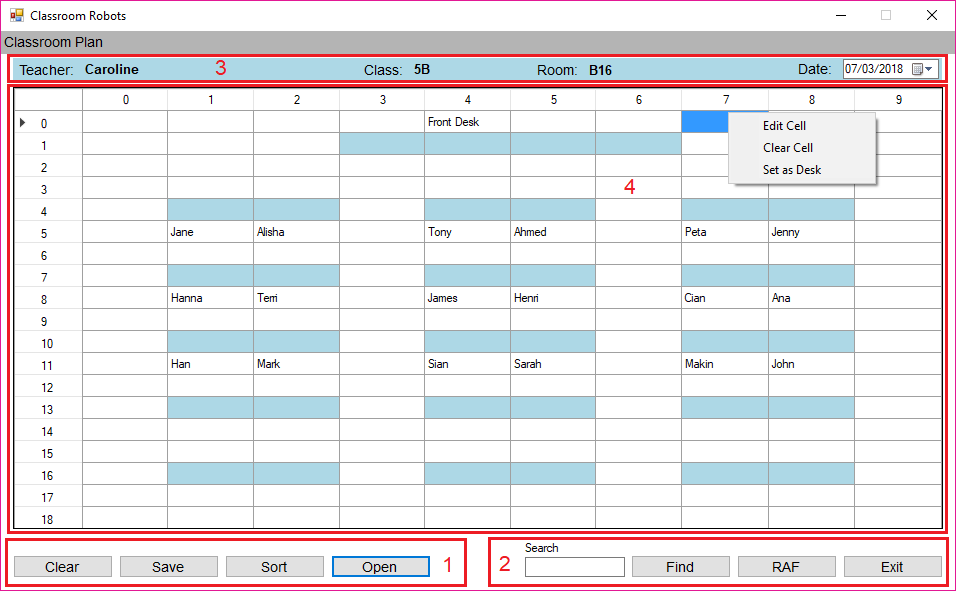 Classroom Robots
Classroom Plan
Teacher: Caroline 3 Class: 5B Room: B16 Date: 07/03/2018
0 1 2 3 4 5 6 7 8 9
0 Front Desk
Edit Cell
1
Clear Cell
2
Set as Desk
3 4
4
5 Jane Alisha Tony Ahmed Peta Jenny
6
7
8 Hanna Terri James Henri Cian Ana
9
10
11 Han Mark Sian Sarah Makin John
12
13
14
15
16
17
18
Search
Clear Save Sort Open 1 2 Find RAF Exit